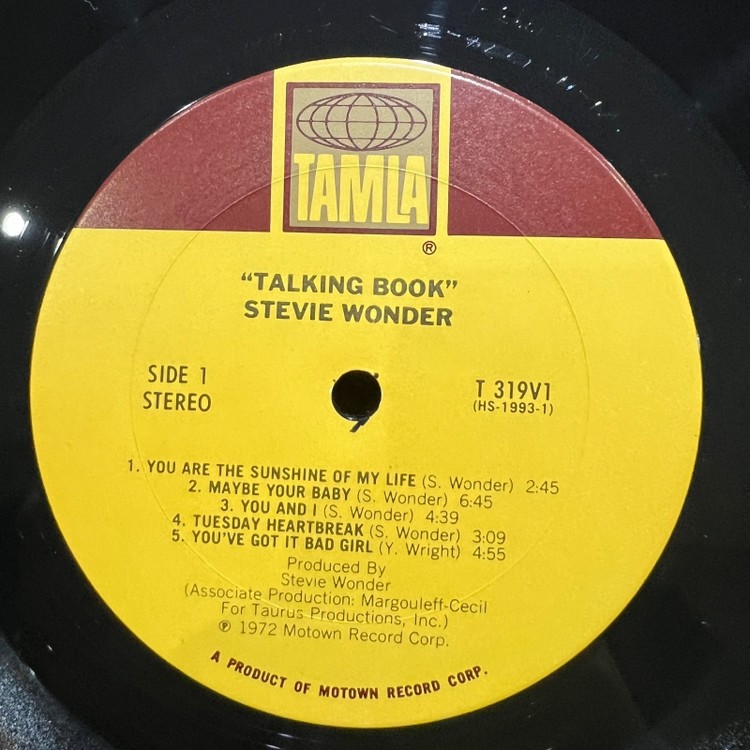 TAMLA
®
“TALKING BOOK”
STEVIE WONDER
SIDE 1
STEREO
T 319V1
(HS-1993-1)
1. YOU ARE THE SUNSHINE OF MY LIFE (S. Wonder) 2:45
2. MAYBE YOUR BABY (S. Wonder) 6:45
3. YOU AND I (S. Wonder) 4:39
4. TUESDAY HEARTBREAK (S. Wonder) 3:09
5. YOU'VE GOT IT BAD GIRL (Y. Wright) 4:55
Produced By
Stevie Wonder
(Associate Production: Margouleff-Cecil
For Taurus Productions, Inc.)
℗ 1972 Motown Record Corp.
A PRODUCT OF MOTOWN RECORD CORP.